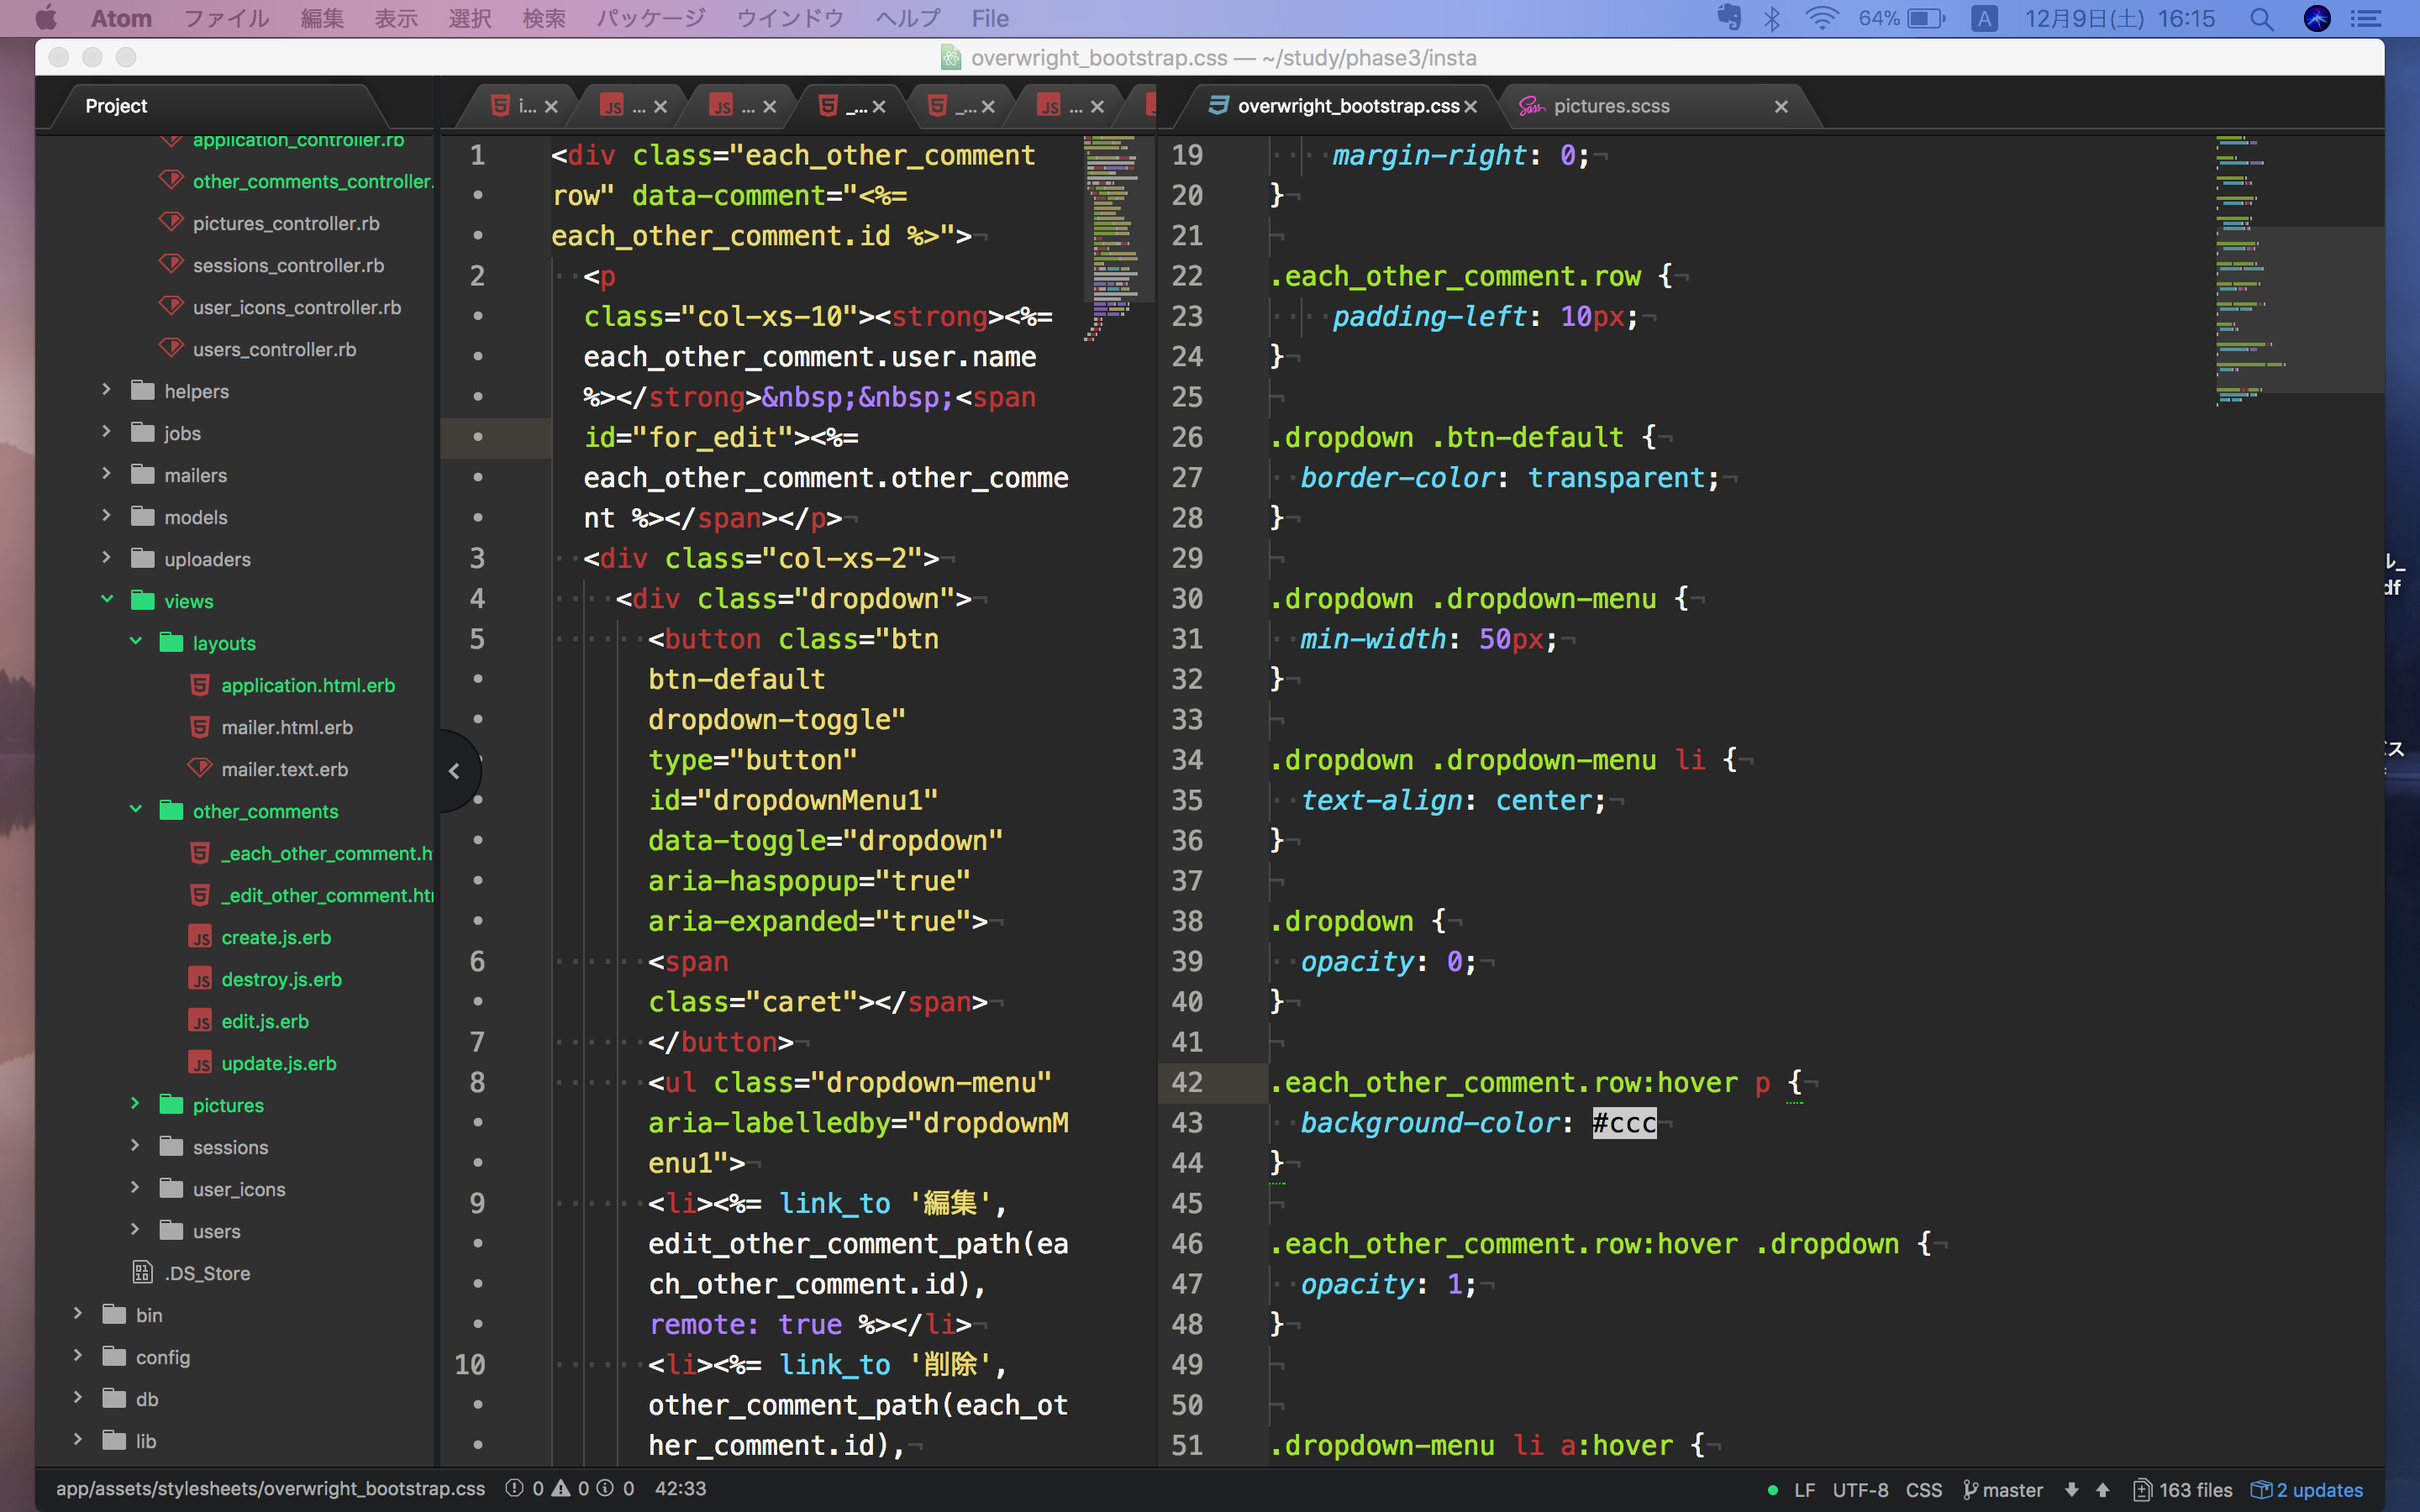 Atom ファイル 編集 表示 選択 検索 パッケージ ウインドウ ヘルプ File 64% A 12月9日(土) 16:15
overwright_bootstrap.css — ~/study/phase3/insta
Project
i... ... ... _... _... ...
overwright_bootstrap.css
pictures.scss
application_controller.rb
other_comments_controller.
pictures_controller.rb
sessions_controller.rb
user_icons_controller.rb
users_controller.rb
helpers
jobs
mailers
models
uploaders
views
layouts
application.html.erb
mailer.html.erb
mailer.text.erb
other_comments
_each_other_comment.h
_edit_other_comment.ht
create.js.erb
destroy.js.erb
edit.js.erb
update.js.erb
pictures
sessions
user_icons
users
.DS_Store
bin
config
db
lib
1 <div class="each_other_comment
row" data-comment="<%=
each_other_comment.id %>">
2 <p
class="col-xs-10"><strong><%=
each_other_comment.user.name
%></strong>&nbsp;&nbsp;<span
id="for_edit"><%=
each_other_comment.other_comme
nt %></span></p>
3 <div class="col-xs-2">
4 <div class="dropdown">
5 <button class="btn
btn-default
dropdown-toggle"
type="button"
id="dropdownMenu1"
data-toggle="dropdown"
aria-haspopup="true"
aria-expanded="true">
6 <span
class="caret"></span>
7 </button>
8 <ul class="dropdown-menu"
aria-labelledby="dropdownM
enu1">
9 <li><%= link_to '編集',
edit_other_comment_path(ea
ch_other_comment.id),
remote: true %></li>
10 <li><%= link_to '削除',
other_comment_path(each_ot
her_comment.id),
19 margin-right: 0;
20 }
21
22 .each_other_comment.row {
23 padding-left: 10px;
24 }
25
26 .dropdown .btn-default {
27 border-color: transparent;
28 }
29
30 .dropdown .dropdown-menu {
31 min-width: 50px;
32 }
33
34 .dropdown .dropdown-menu li {
35 text-align: center;
36 }
37
38 .dropdown {
39 opacity: 0;
40 }
41
42 .each_other_comment.row:hover p {
43 background-color: #ccc
44 }
45
46 .each_other_comment.row:hover .dropdown {
47 opacity: 1;
48 }
49
50
51 .dropdown-menu li a:hover {
df
ス
app/assets/stylesheets/overwright_bootstrap.css 0 0 0 42:33
LF UTF-8 CSS master 163 files 2 updates